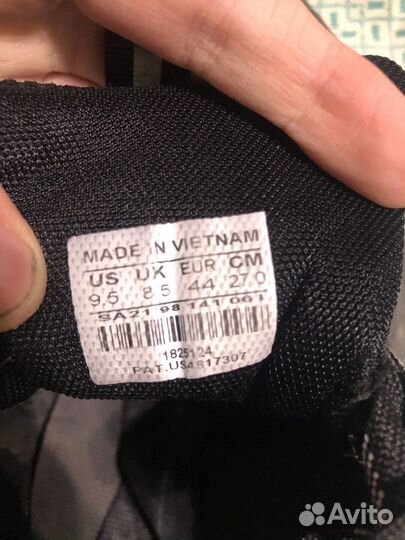 MADE IN VIETNAM
US UK EUR CM
9.5 8.5 44 27.0
SA21 98 141 061
1825124
PAT.US4817307
Avito